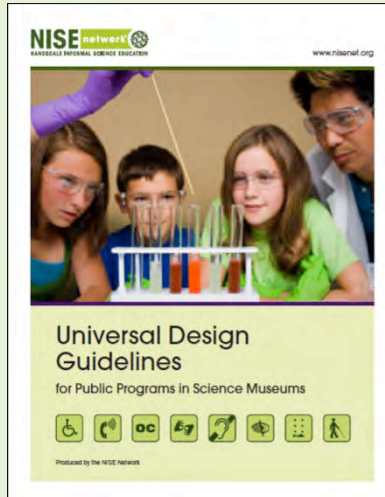 NISE network
NANOSCALE INFORMAL SCIENCE EDUCATION
www.nisenet.org
Universal Design
Guidelines
for Public Programs in Science Museums
OC
Produced by the NISE Network